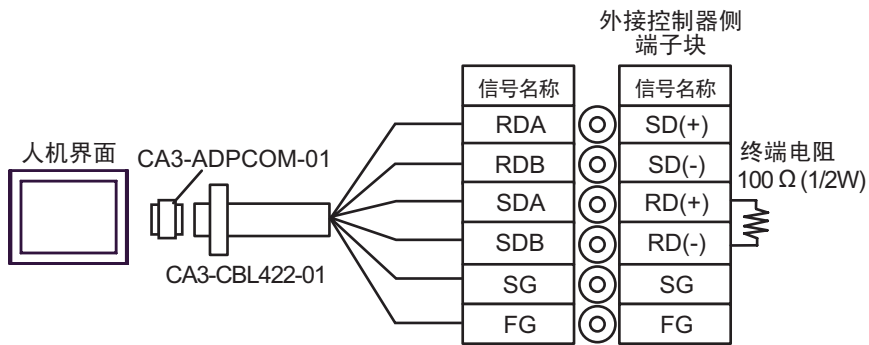 外接控制器侧
端子块
信号名称 信号名称
RDA SD(+)
RDB SD(-)
SDA RD(+)
SDB RD(-)
SG SG
FG FG
人机界面
CA3-ADPCOM-01
CA3-CBL422-01
终端电阻
100 Ω (1/2W)